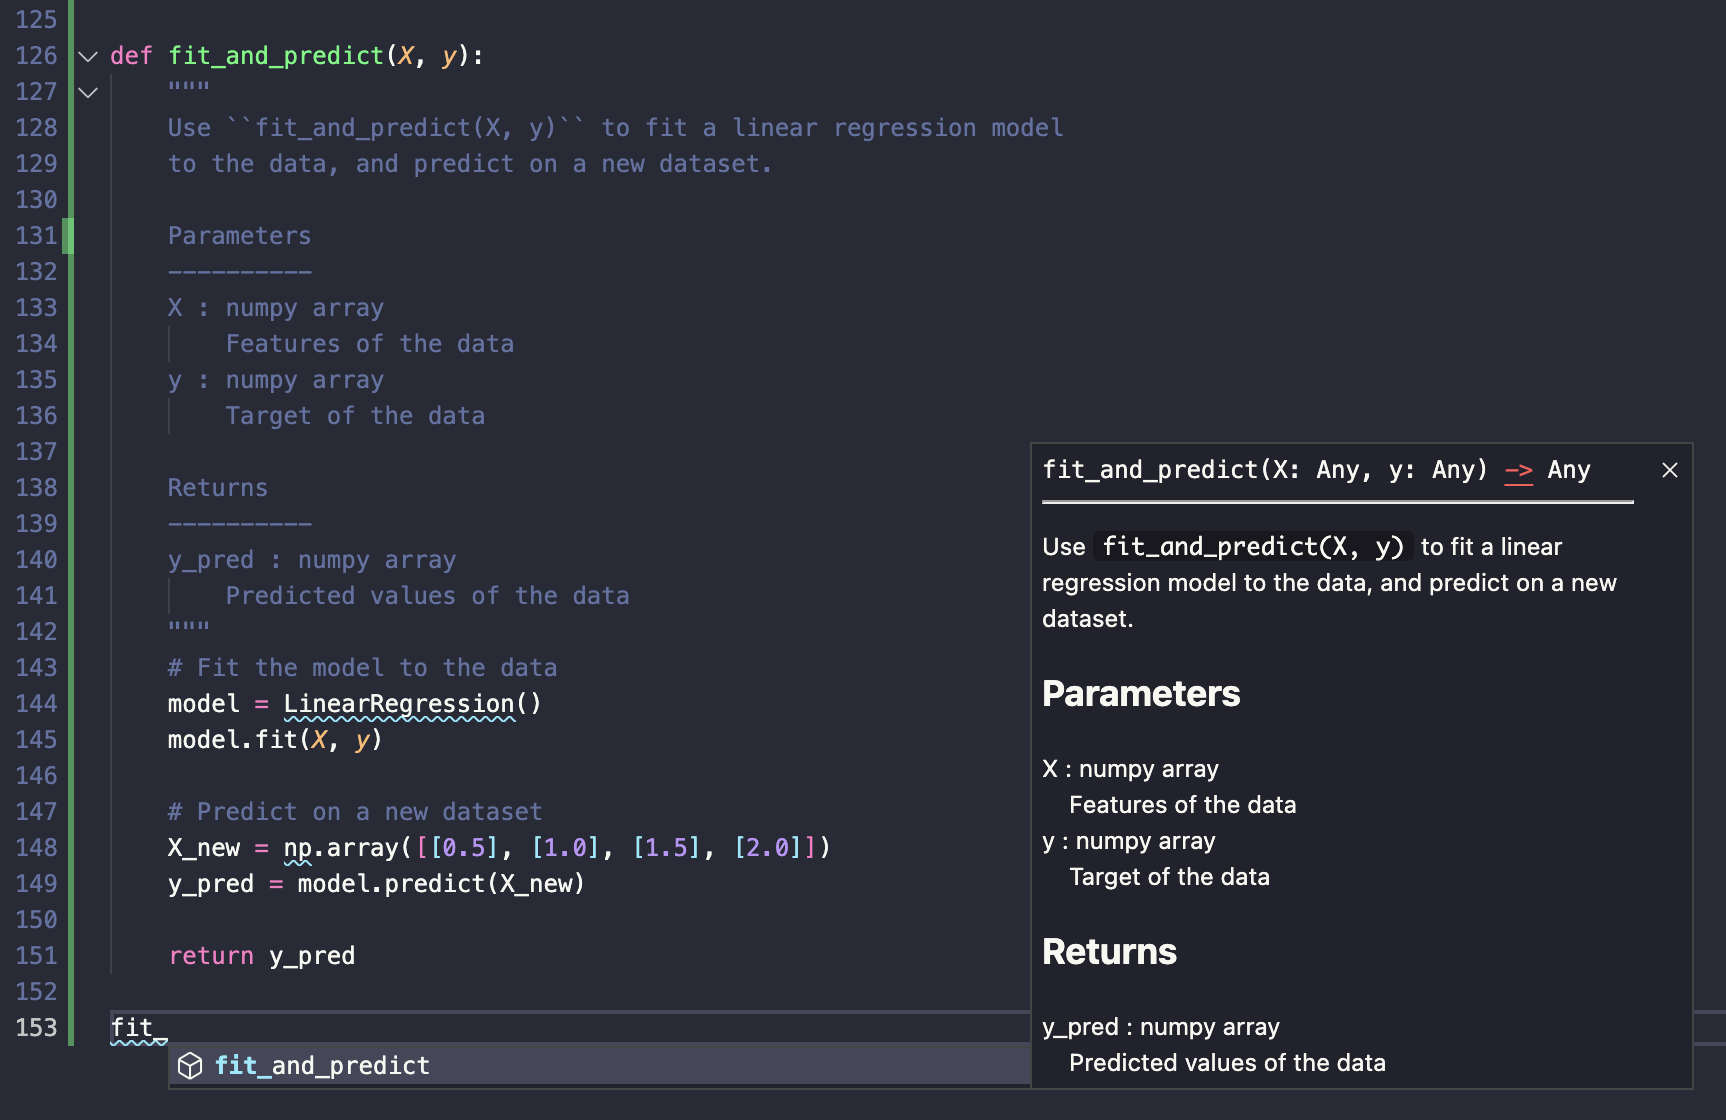 125
126 def fit_and_predict(X, y):
127     """
128     Use ``fit_and_predict(X, y)`` to fit a linear regression model
129     to the data, and predict on a new dataset.
130
131     Parameters
132     ----------
133     X : numpy array
134         Features of the data
135     y : numpy array
136         Target of the data
137
138     Returns
139     ----------
140     y_pred : numpy array
141         Predicted values of the data
142     """
143     # Fit the model to the data
144     model = LinearRegression()
145     model.fit(X, y)
146
147     # Predict on a new dataset
148     X_new = np.array([[0.5], [1.0], [1.5], [2.0]])
149     y_pred = model.predict(X_new)
150
151     return y_pred
152
153 fit_
fit_and_predict
fit_and_predict(X: Any, y: Any) -> Any
Use fit_and_predict(X, y) to fit a linear
regression model to the data, and predict on a new
dataset.
Parameters
X : numpy array
Features of the data
y : numpy array
Target of the data
Returns
y_pred : numpy array
Predicted values of the data